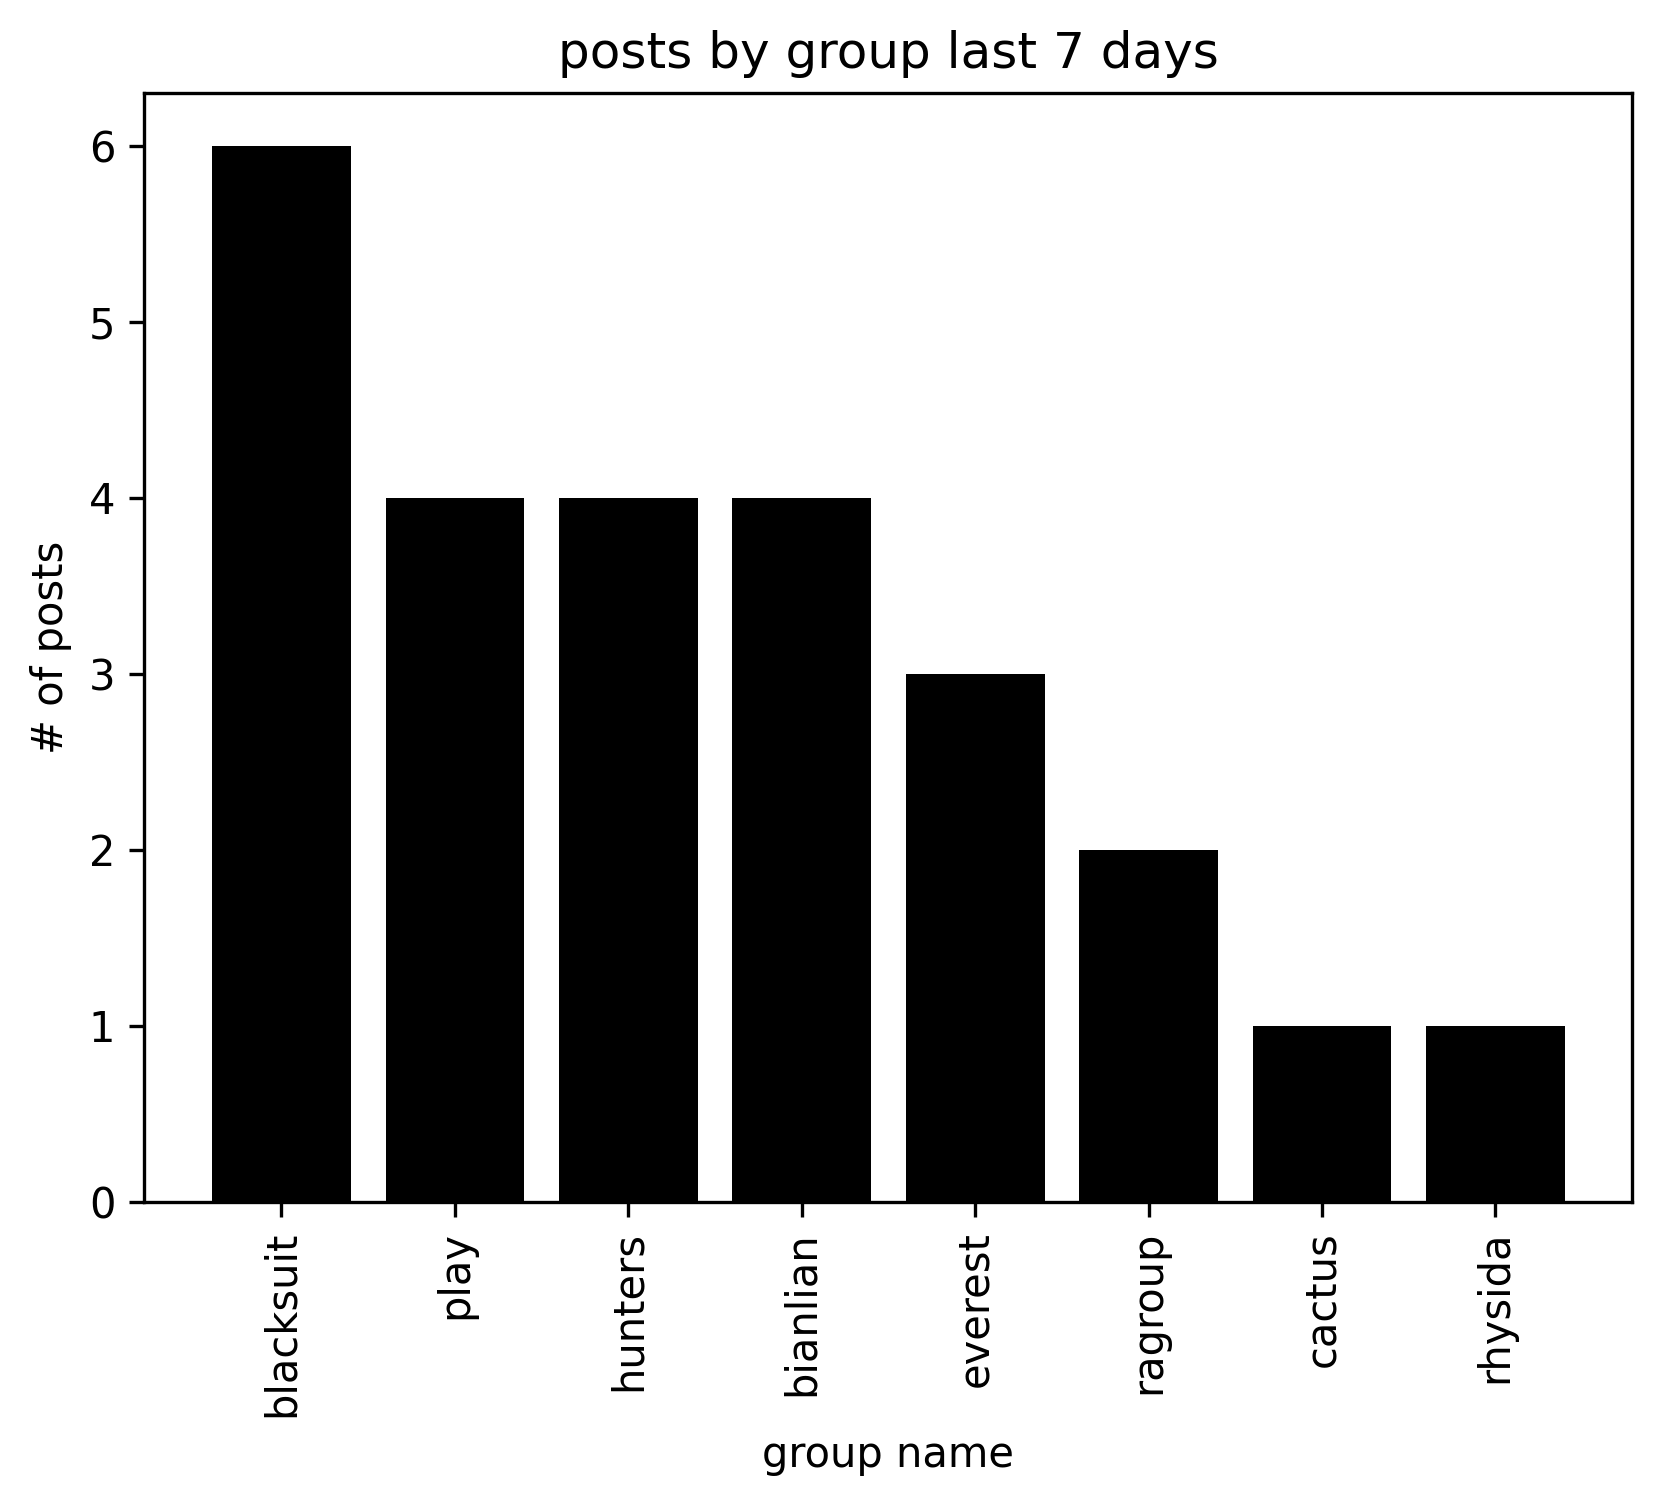 posts by group last 7 days
6
5
4
3
2
1
0
# of posts
blacksuit
play
hunters
bianlian
everest
ragroup
cactus
rhysida
group name